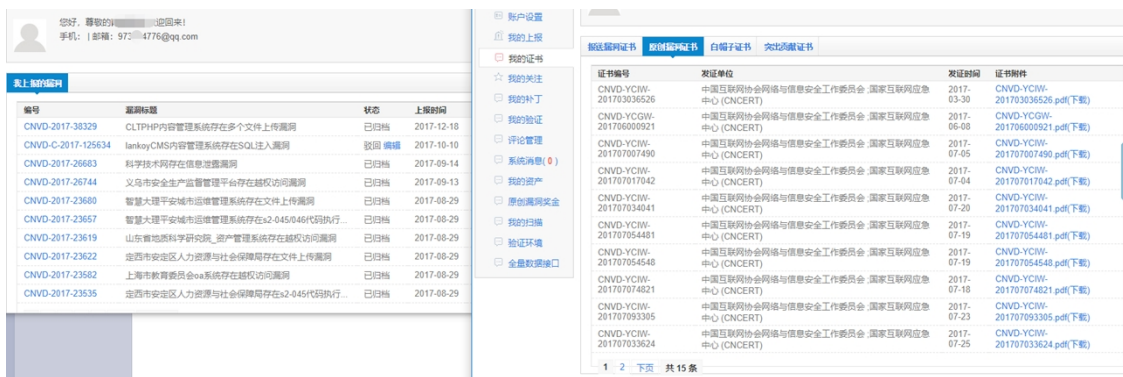 您好，尊敬的 迎回来!
手机: | 邮箱: 973 4776@qq.com
我上报的漏洞
编号 漏洞标题 状态 上报时间
CNVD-2017-38329 CLTPHP内容管理系统存在多个文件上传漏洞 已归档 2017-12-18
CNVD-C-2017-125634 lankoyCMS内容管理系统存在SQL注入漏洞 驳回 编辑 2017-10-10
CNVD-2017-26683 科学技术网存在信息泄露漏洞 已归档 2017-09-14
CNVD-2017-26744 义乌市安全生产监督管理平台存在越权访问漏洞 已归档 2017-09-13
CNVD-2017-23680 智慧大理平安城市运维管理系统存在文件上传漏洞 已归档 2017-08-29
CNVD-2017-23657 智慧大理平安城市运维管理系统存在s2-045/046代码执行... 已归档 2017-08-29
CNVD-2017-23619 山东省地质科学研究院_资产管理系统存在越权访问漏洞 已归档 2017-08-29
CNVD-2017-23622 定西市安定区人力资源与社会保障局存在文件上传漏洞 已归档 2017-08-29
CNVD-2017-23582 上海市教育委员会oa系统存在越权访问漏洞 已归档 2017-08-29
CNVD-2017-23535 定西市安定区人力资源与社会保障局存在s2-045代码执行... 已归档 2017-08-29
账户设置
我的上报
我的证书
我的关注
我的补丁
我的验证
评论管理
系统消息( 0 )
我的资产
原创漏洞奖金
我的扫描
验证环境
全量数据接口
报送漏洞证书 原创漏洞证书 白帽子证书 突出贡献证书
证书编号 发证单位 发证时间 证书附件
CNVD-YCIW- 中国互联网协会网络与信息安全工作委员会 ;国家互联网应急 2017- CNVD-YCIW-
201703036526 中心 (CNCERT) 03-30 201703036526.pdf(下载)
CNVD-YCGW- 中国互联网协会网络与信息安全工作委员会 ;国家互联网应急 2017- CNVD-YCGW-
201706000921 中心 (CNCERT) 06-08 201706000921.pdf(下载)
CNVD-YCIW- 中国互联网协会网络与信息安全工作委员会 ;国家互联网应急 2017- CNVD-YCIW-
201707007490 中心 (CNCERT) 07-05 201707007490.pdf(下载)
CNVD-YCIW- 中国互联网协会网络与信息安全工作委员会 ;国家互联网应急 2017- CNVD-YCIW-
201707017042 中心 (CNCERT) 07-04 201707017042.pdf(下载)
CNVD-YCIW- 中国互联网协会网络与信息安全工作委员会 ;国家互联网应急 2017- CNVD-YCIW-
201707034041 中心 (CNCERT) 07-20 201707034041.pdf(下载)
CNVD-YCIW- 中国互联网协会网络与信息安全工作委员会 ;国家互联网应急 2017- CNVD-YCIW-
201707054481 中心 (CNCERT) 07-19 201707054481.pdf(下载)
CNVD-YCIW- 中国互联网协会网络与信息安全工作委员会 ;国家互联网应急 2017- CNVD-YCIW-
201707054548 中心 (CNCERT) 07-19 201707054548.pdf(下载)
CNVD-YCIW- 中国互联网协会网络与信息安全工作委员会 ;国家互联网应急 2017- CNVD-YCIW-
201707074821 中心 (CNCERT) 07-18 201707074821.pdf(下载)
CNVD-YCIW- 中国互联网协会网络与信息安全工作委员会 ;国家互联网应急 2017- CNVD-YCIW-
201707093305 中心 (CNCERT) 07-23 201707093305.pdf(下载)
CNVD-YCIW- 中国互联网协会网络与信息安全工作委员会 ;国家互联网应急 2017- CNVD-YCIW-
201707033624 中心 (CNCERT) 07-25 201707033624.pdf(下载)
1 2 下页 共 15 条